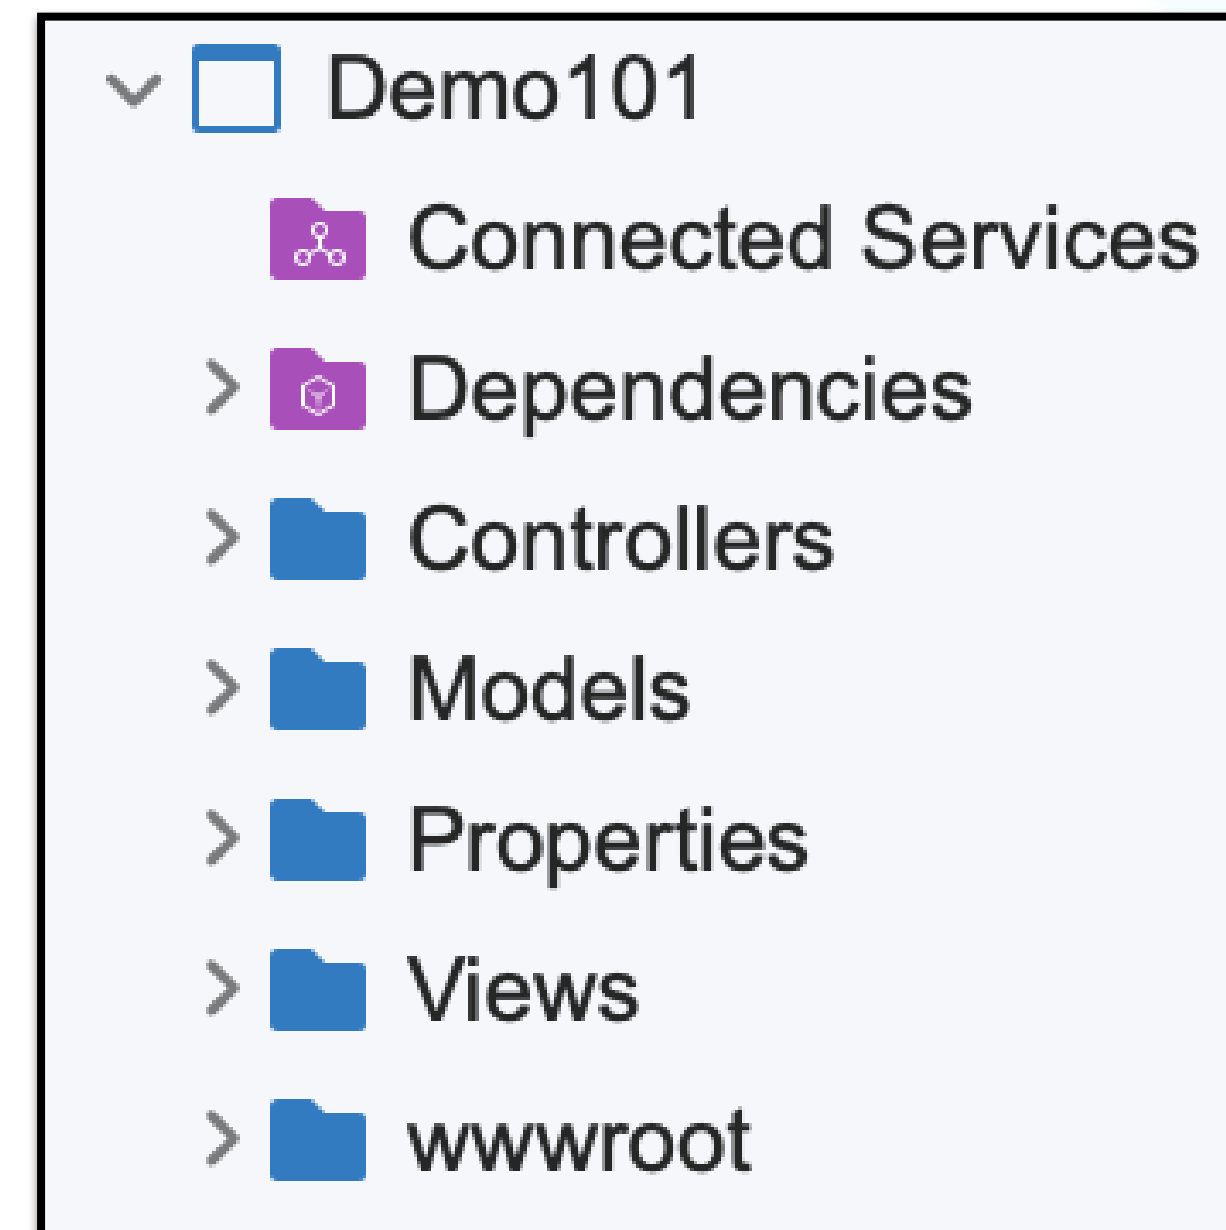 Demo101
Connected Services
Dependencies
Controllers
Models
Properties
Views
wwwroot